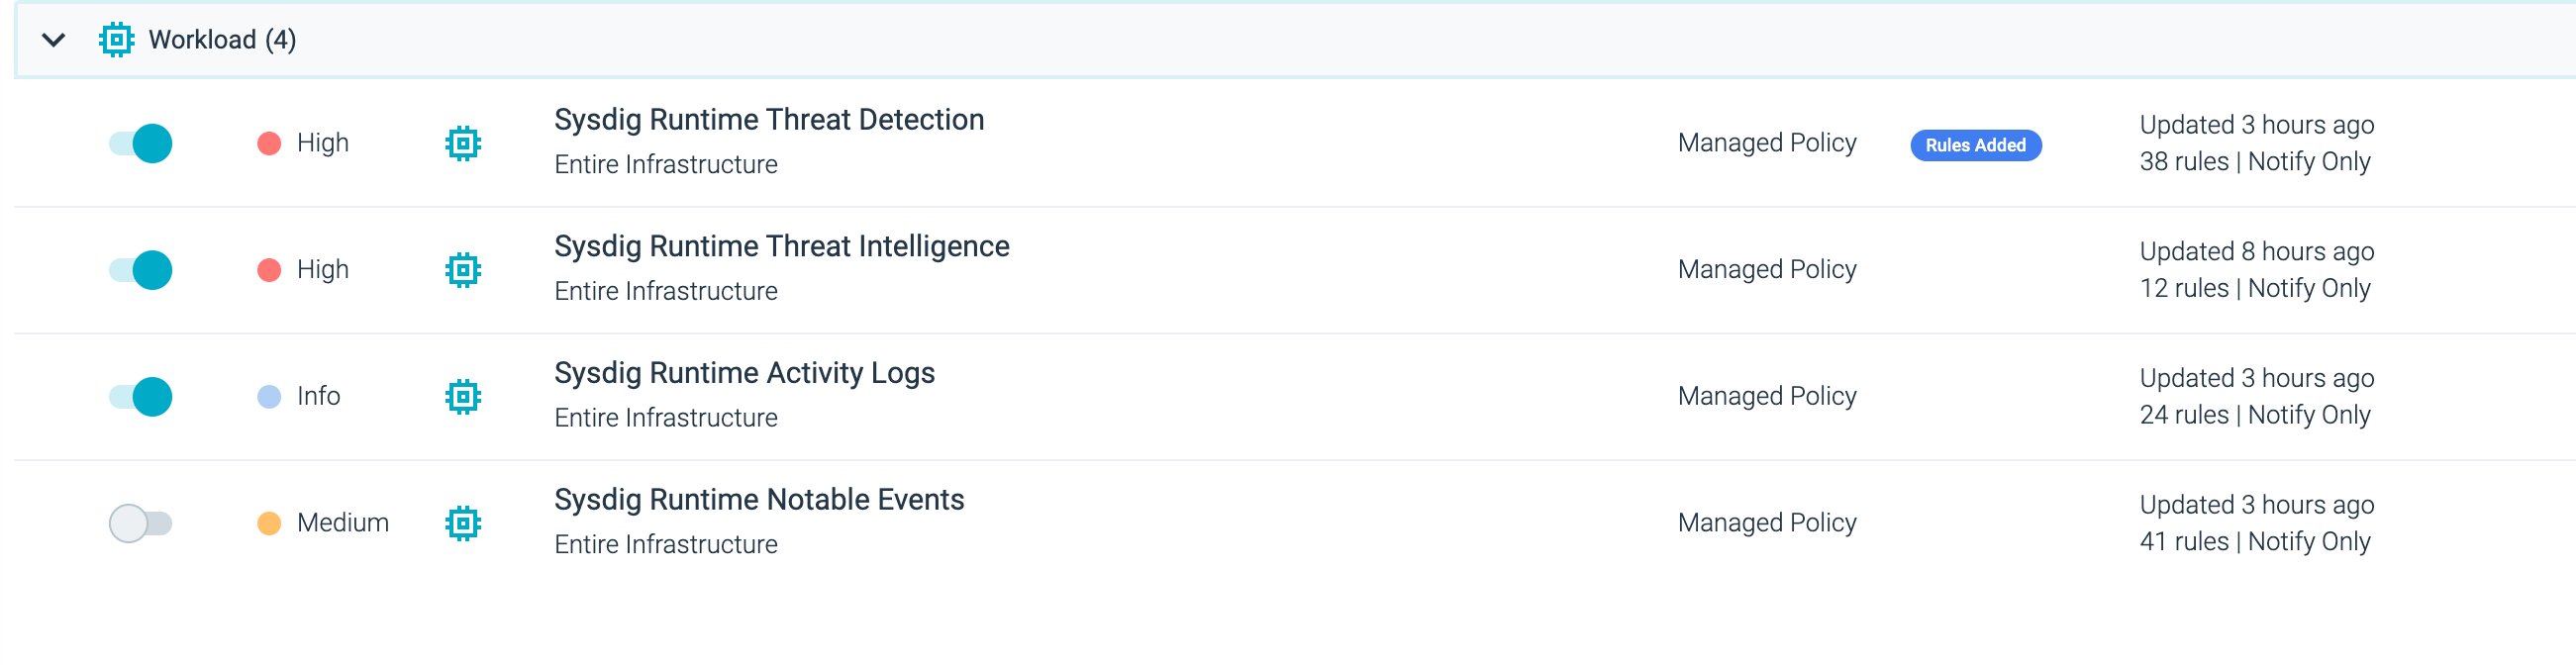 Workload (4)
High
Sysdig Runtime Threat Detection
Entire Infrastructure
Managed Policy
Rules Added
Updated 3 hours ago
38 rules | Notify Only
High
Sysdig Runtime Threat Intelligence
Entire Infrastructure
Managed Policy
Updated 8 hours ago
12 rules | Notify Only
Info
Sysdig Runtime Activity Logs
Entire Infrastructure
Managed Policy
Updated 3 hours ago
24 rules | Notify Only
Medium
Sysdig Runtime Notable Events
Entire Infrastructure
Managed Policy
Updated 3 hours ago
41 rules | Notify Only